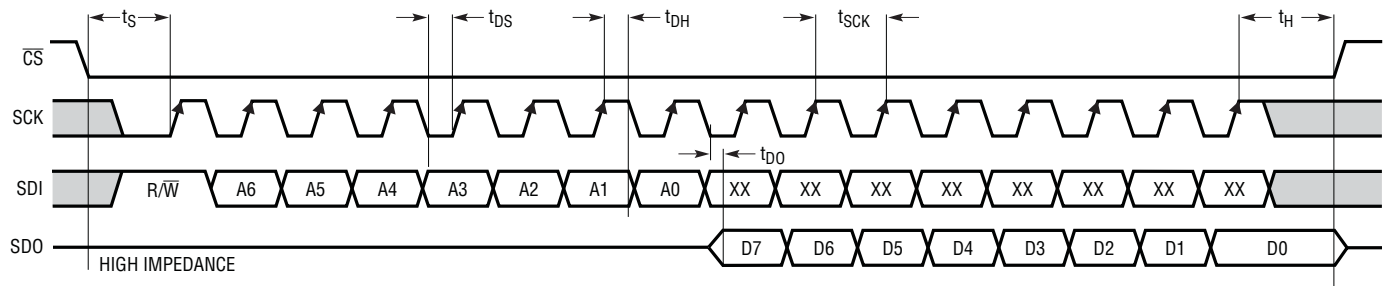 tS tDS tDH tSCK tH
CS
SCK
tDO
SDI R/W A6 A5 A4 A3 A2 A1 A0 XX XX XX XX XX XX XX XX
SDO D7 D6 D5 D4 D3 D2 D1 D0
HIGH IMPEDANCE